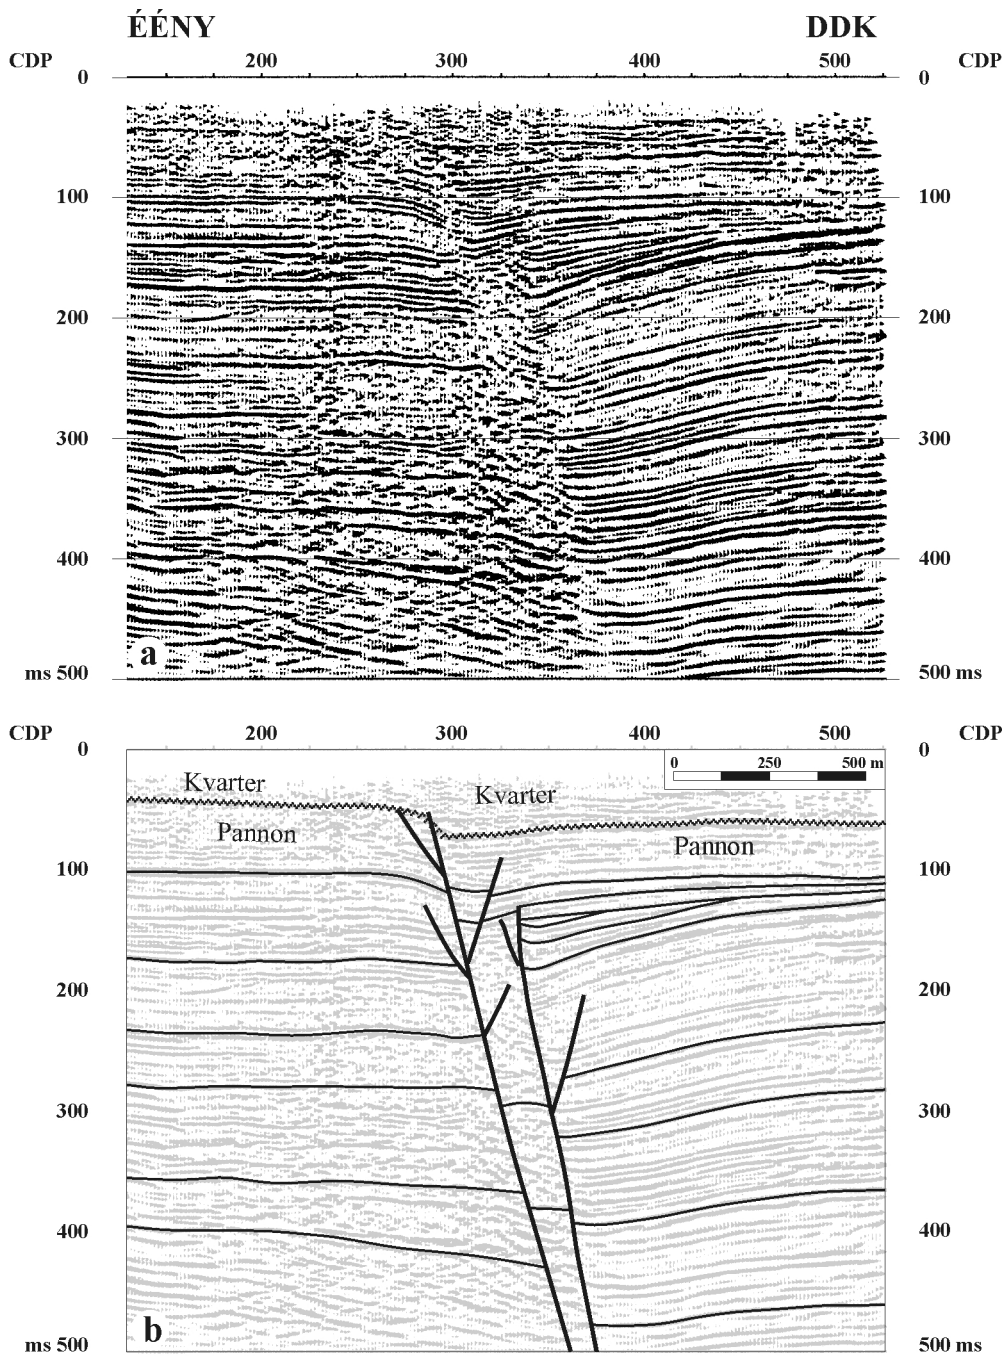 ÉÉNY DDK
CDP 200 300 400 500 CDP
0 0
100 100
200 200
300 300
400 400
a
ms 500 500 ms
CDP 200 300 400 500 CDP
0 0
0 250 500 m
Kvarter Kvarter
Pannon Pannon
100 100
200 200
300 300
400 400
b
ms 500 500 ms